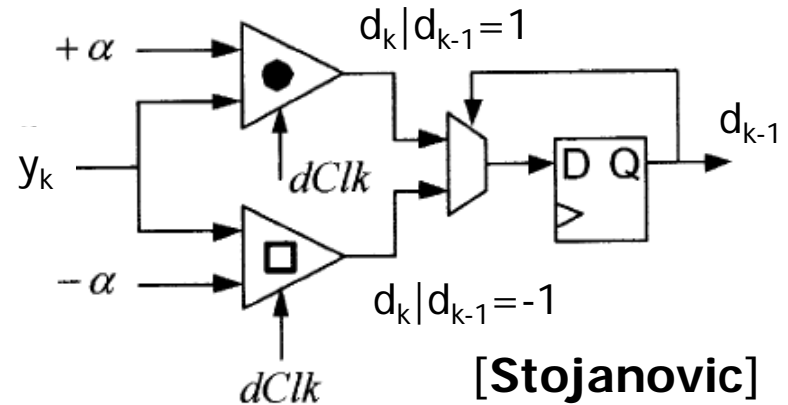 +α
d_k|d_{k-1}=1
dClk
y_k
D Q
d_{k-1}
−α
d_k|d_{k-1}=-1
dClk
[Stojanovic]